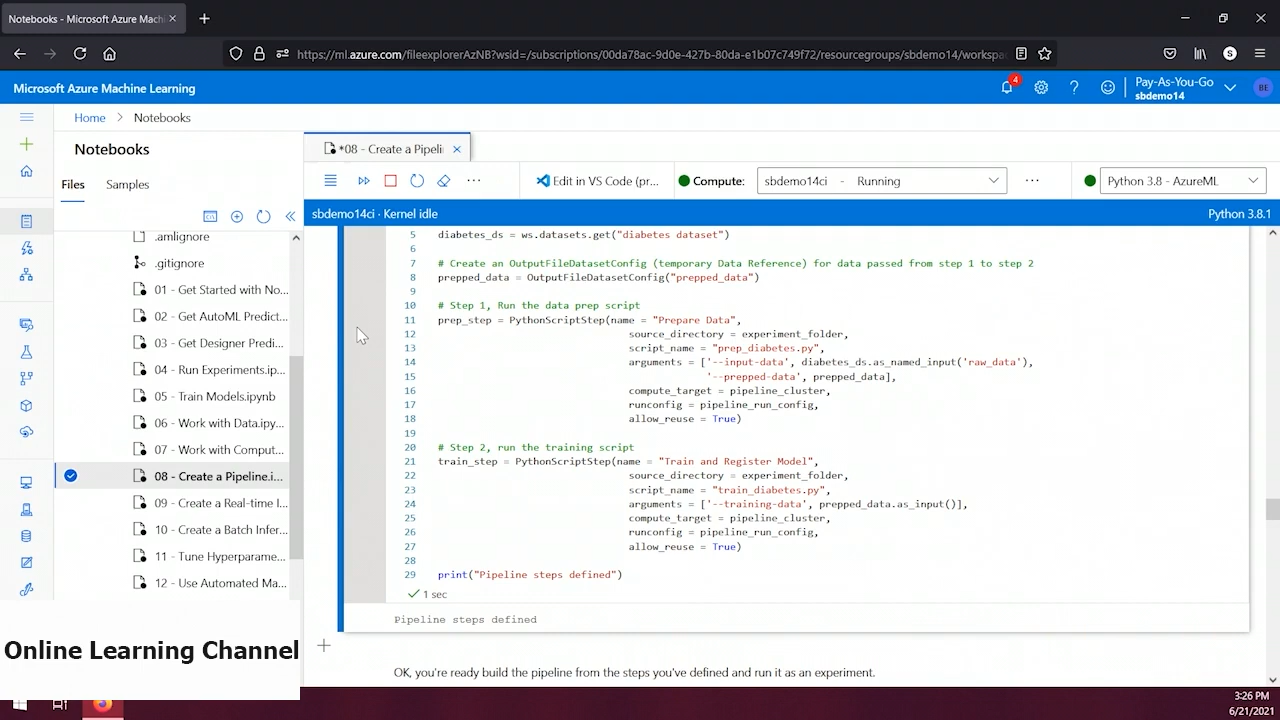 Notebooks - Microsoft Azure Machi
https://ml.azure.com/fileexplorerAzNB?wsid=/subscriptions/00da78ac-9d0e-427b-80da-e1b07c749f72/resourcegroups/sbdemo14/workspa
S
Microsoft Azure Machine Learning
4
Pay-As-You-Go
sbdemo14
BE
Home > Notebooks
Notebooks
Files
Samples
.amlignore
.gitignore
01 - Get Started with No...
02 - Get AutoML Predict...
03 - Get Designer Predi...
04 - Run Experiments.ip...
05 - Train Models.ipynb
06 - Work with Data.ipy...
07 - Work with Comput...
08 - Create a Pipeline.i...
09 - Create a Real-time I...
10 - Create a Batch Infer...
11 - Tune Hyperparame...
12 - Use Automated Ma...
*08 - Create a Pipeli
Edit in VS Code (pr...
Compute:
sbdemo14ci - Running
Python 3.8 - AzureML
sbdemo14ci · Kernel idle
Python 3.8.1
5 diabetes_ds = ws.datasets.get("diabetes dataset")
6
7 # Create an OutputFileDatasetConfig (temporary Data Reference) for data passed from step 1 to step 2
8 prepped_data = OutputFileDatasetConfig("prepped_data")
9
10 # Step 1, Run the data prep script
11 prep_step = PythonScriptStep(name = "Prepare Data",
12 source_directory = experiment_folder,
13 script_name = "prep_diabetes.py",
14 arguments = ['--input-data', diabetes_ds.as_named_input('raw_data'),
15 '--prepped-data', prepped_data],
16 compute_target = pipeline_cluster,
17 runconfig = pipeline_run_config,
18 allow_reuse = True)
19
20 # Step 2, run the training script
21 train_step = PythonScriptStep(name = "Train and Register Model",
22 source_directory = experiment_folder,
23 script_name = "train_diabetes.py",
24 arguments = ['--training-data', prepped_data.as_input()],
25 compute_target = pipeline_cluster,
26 runconfig = pipeline_run_config,
27 allow_reuse = True)
28
29 print("Pipeline steps defined")
1 sec
Pipeline steps defined
OK, you're ready build the pipeline from the steps you've defined and run it as an experiment.
Online Learning Channel
3:26 PM
6/21/2021